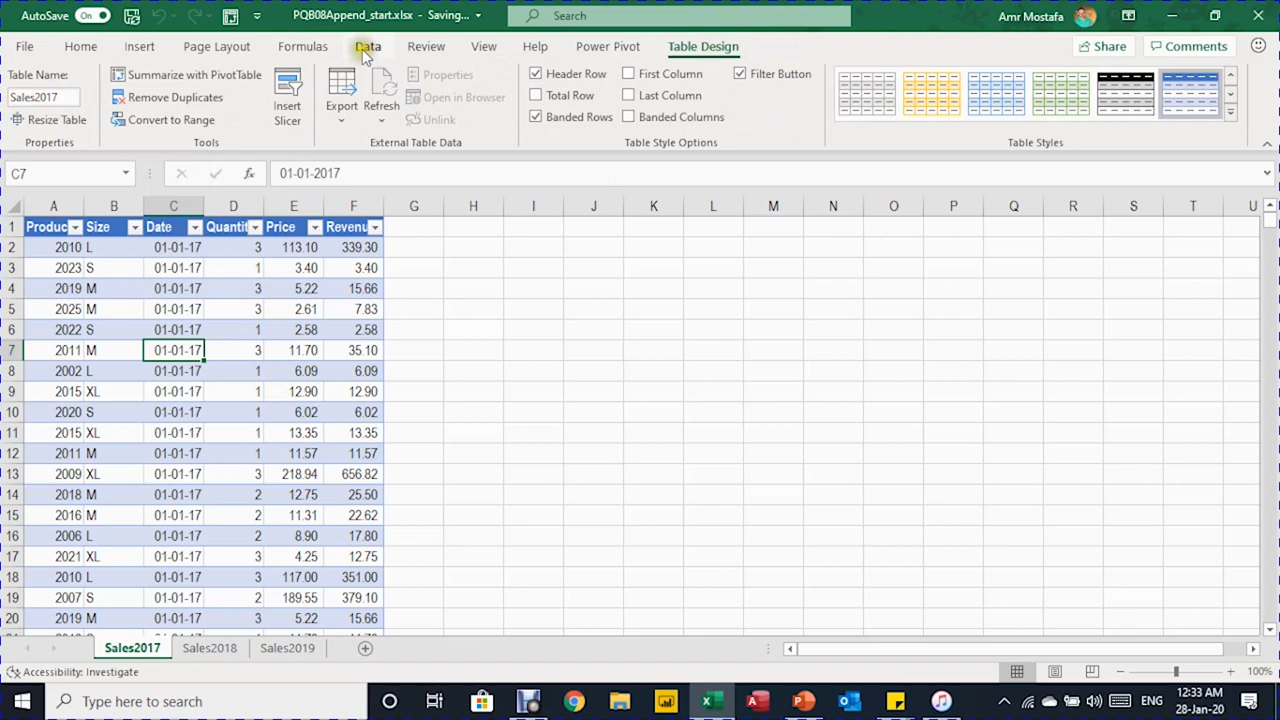 AutoSave On PQB08Append_start.xlsx - Saving... Search Amr Mostafa
File Home Insert Page Layout Formulas Data Review View Help Power Pivot Table Design Share Comments
Table Name: Summarize with PivotTable Properties Header Row First Column Filter Button
Sales2017 Remove Duplicates Insert Slicer Export Refresh Open in Browser Total Row Last Column
Resize Table Convert to Range Unlink Banded Rows Banded Columns
Properties Tools External Table Data Table Style Options Table Styles
C7 fx 01-01-2017
A B C D E F G H I J K L M N O P Q R S T U
1 Produc Size Date Quantit Price Revenu
2 2010 L 01-01-17 3 113.10 339.30
3 2023 S 01-01-17 1 3.40 3.40
4 2019 M 01-01-17 3 5.22 15.66
5 2025 M 01-01-17 3 2.61 7.83
6 2022 S 01-01-17 1 2.58 2.58
7 2011 M 01-01-17 3 11.70 35.10
8 2002 L 01-01-17 1 6.09 6.09
9 2015 XL 01-01-17 1 12.90 12.90
10 2020 S 01-01-17 1 6.02 6.02
11 2015 XL 01-01-17 1 13.35 13.35
12 2011 M 01-01-17 1 11.57 11.57
13 2009 XL 01-01-17 3 218.94 656.82
14 2018 M 01-01-17 2 12.75 25.50
15 2016 M 01-01-17 2 11.31 22.62
16 2006 L 01-01-17 2 8.90 17.80
17 2021 XL 01-01-17 3 4.25 12.75
18 2010 L 01-01-17 3 117.00 351.00
19 2007 S 01-01-17 2 189.55 379.10
20 2019 M 01-01-17 3 5.22 15.66
Sales2017 Sales2018 Sales2019
Accessibility: Investigate 100%
Type here to search ENG 12:33 AM
28-Jan-20